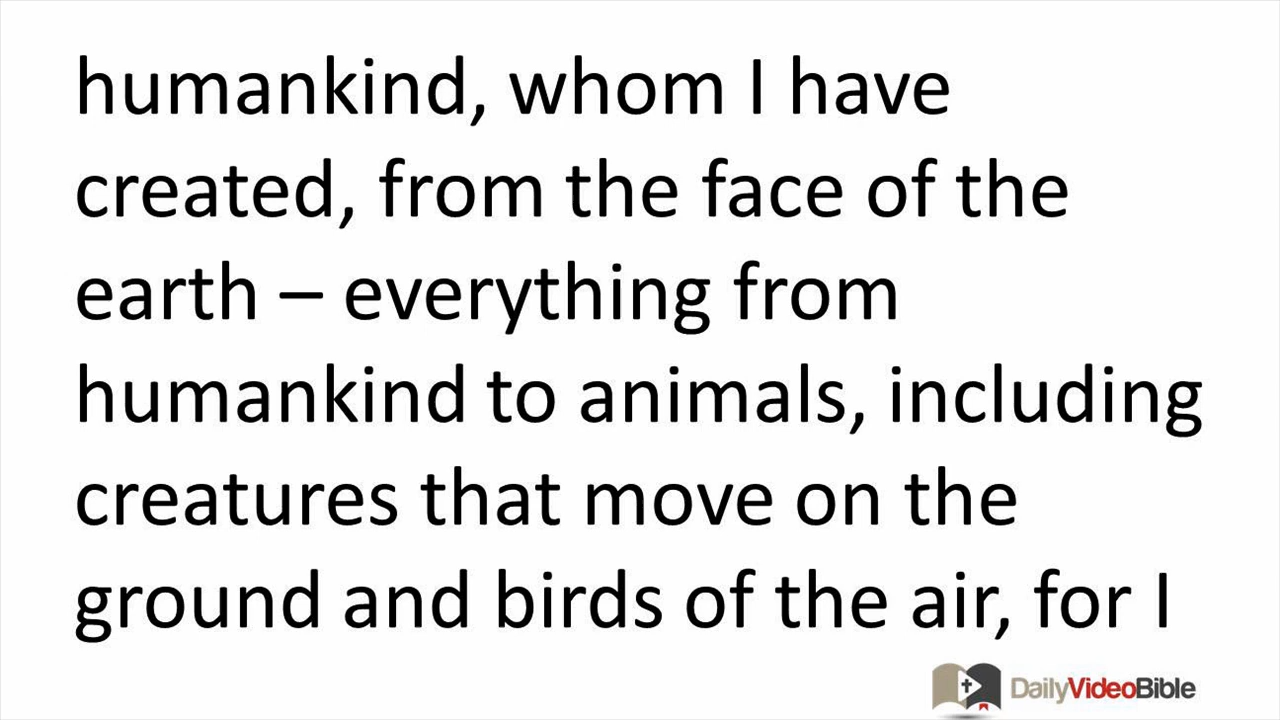 humankind, whom I have
created, from the face of the
earth – everything from
humankind to animals, including
creatures that move on the
ground and birds of the air, for I
DailyVideoBible